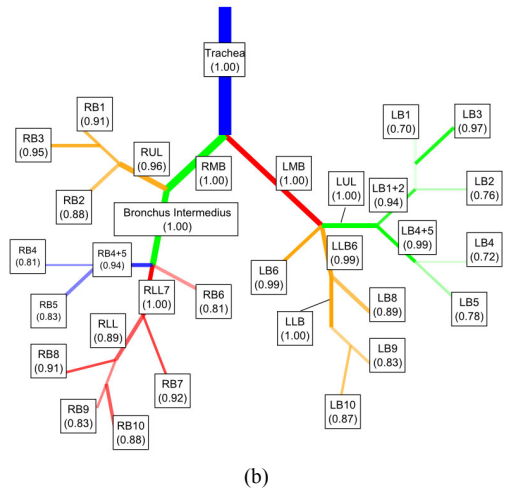 Trachea
(1.00)
RB1
(0.91)
LB1
(0.70)
LB3
(0.97)
RB3
(0.95)
RUL
(0.96)
RMB
(1.00)
LMB
(1.00)
LUL
(1.00)
LB1+2
(0.94)
LB2
(0.76)
RB2
(0.88)
Bronchus Intermedius
(1.00)
LB4+5
(0.99)
RB4
(0.81)
RB4+5
(0.94)
LB6
(0.99)
LLB6
(0.99)
LB4
(0.72)
RB5
(0.83)
RLL7
(1.00)
RB6
(0.81)
LB8
(0.89)
LB5
(0.78)
RLL
(0.89)
LLB
(1.00)
RB8
(0.91)
RB7
(0.92)
LB9
(0.83)
RB9
(0.83)
RB10
(0.88)
LB10
(0.87)
(b)